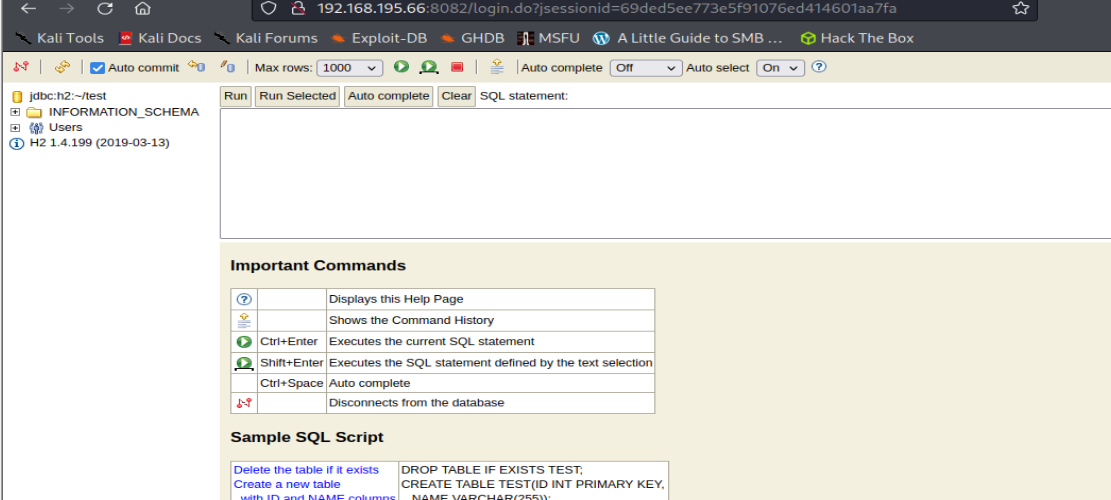 192.168.195.66:8082/login.do?jsessionid=69ded5ee773e5f91076ed414601aa7fa
Kali Tools Kali Docs Kali Forums Exploit-DB GHDB MSFU A Little Guide to SMB ... Hack The Box
Auto commit Max rows: 1000 Auto complete Off Auto select On
jdbc:h2:~/test
INFORMATION_SCHEMA
Users
H2 1.4.199 (2019-03-13)
Run Run Selected Auto complete Clear SQL statement:
Important Commands
Displays this Help Page
Shows the Command History
Ctrl+Enter Executes the current SQL statement
Shift+Enter Executes the SQL statement defined by the text selection
Ctrl+Space Auto complete
Disconnects from the database
Sample SQL Script
Delete the table if it exists DROP TABLE IF EXISTS TEST;
Create a new table CREATE TABLE TEST(ID INT PRIMARY KEY,
with ID and NAME columns NAME VARCHAR(255));